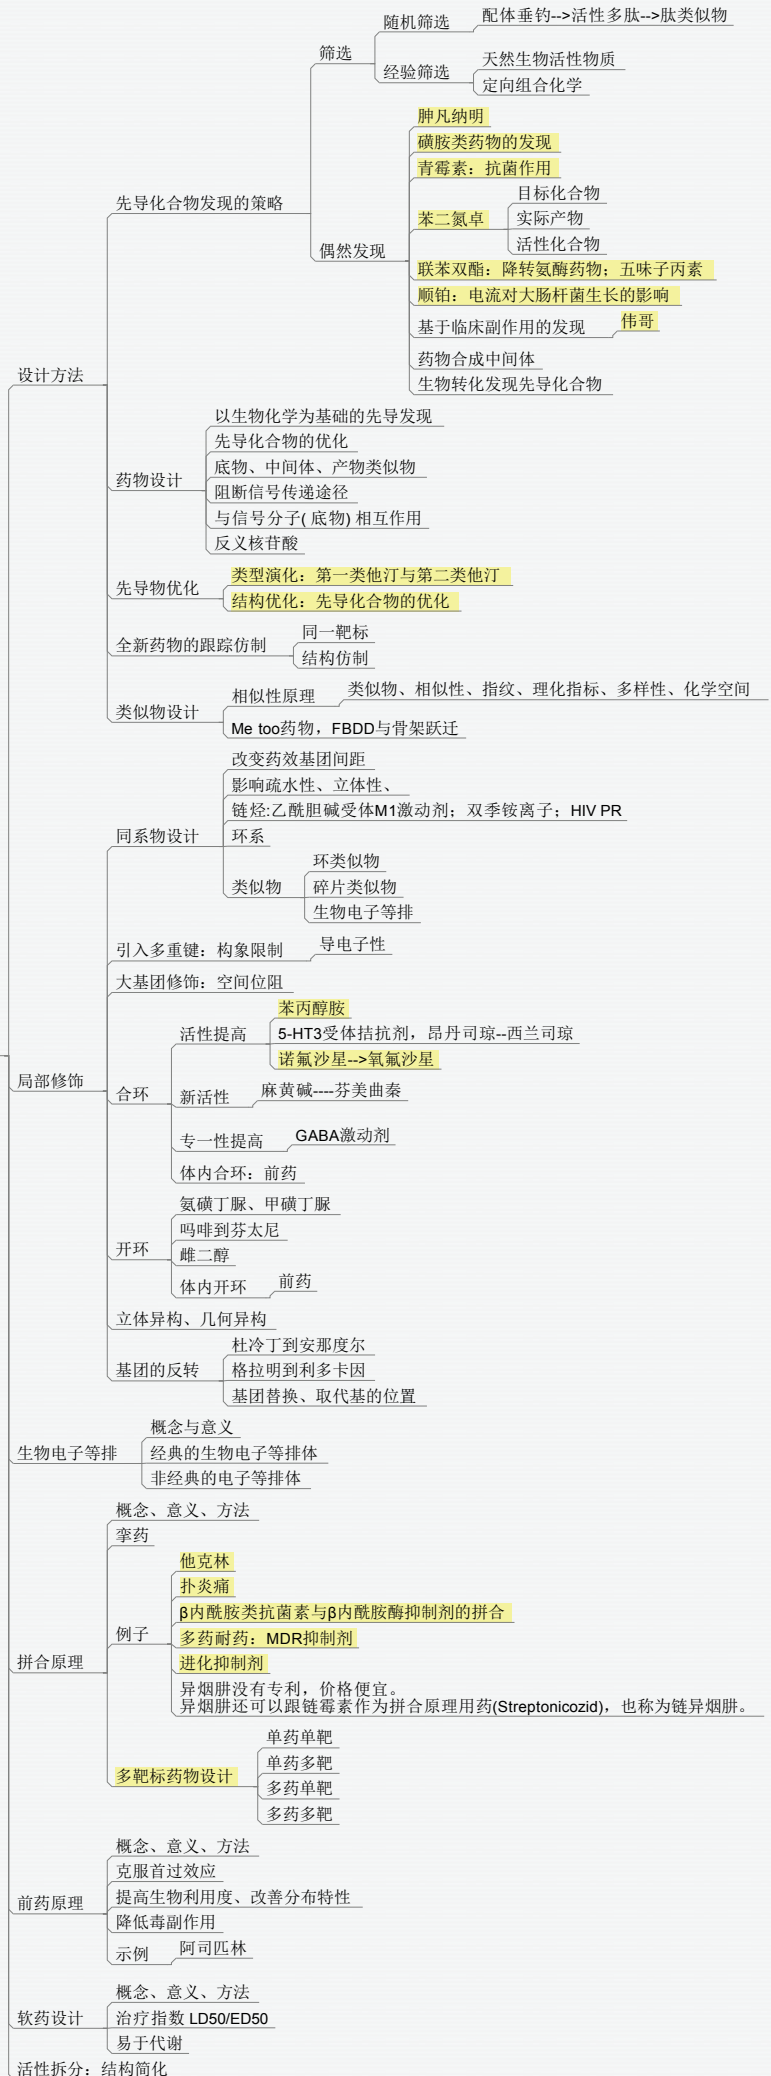 设计方法
先导化合物发现的策略
筛选
随机筛选
配体垂钓-->活性多肽-->肽类似物
经验筛选
天然生物活性物质
定向组合化学
偶然发现
胂凡纳明
磺胺类药物的发现
青霉素：抗菌作用
苯二氮卓
目标化合物
实际产物
活性化合物
联苯双酯：降转氨酶药物；五味子丙素
顺铂：电流对大肠杆菌生长的影响
基于临床副作用的发现
伟哥
药物合成中间体
生物转化发现先导化合物
药物设计
以生物化学为基础的先导发现
先导化合物的优化
底物、中间体、产物类似物
阻断信号传递途径
与信号分子( 底物) 相互作用
反义核苷酸
先导物优化
类型演化：第一类他汀与第二类他汀
结构优化：先导化合物的优化
全新药物的跟踪仿制
同一靶标
结构仿制
类似物设计
相似性原理
类似物、相似性、指纹、理化指标、多样性、化学空间
Me too药物，FBDD与骨架跃迁
局部修饰
同系物设计
改变药效基团间距
影响疏水性、立体性、
链烃:乙酰胆碱受体M1激动剂；双季铵离子；HIV PR
环系
类似物
环类似物
碎片类似物
生物电子等排
引入多重键：构象限制
导电子性
大基团修饰：空间位阻
合环
活性提高
苯丙醇胺
5-HT3受体拮抗剂，昂丹司琼--西兰司琼
诺氟沙星-->氧氟沙星
新活性
麻黄碱----芬美曲秦
专一性提高
GABA激动剂
体内合环：前药
开环
氨磺丁脲、甲磺丁脲
吗啡到芬太尼
雌二醇
体内开环
前药
立体异构、几何异构
基团的反转
杜冷丁到安那度尔
格拉明到利多卡因
基团替换、取代基的位置
生物电子等排
概念与意义
经典的生物电子等排体
非经典的电子等排体
拼合原理
概念、意义、方法
孪药
例子
他克林
扑炎痛
β内酰胺类抗菌素与β内酰胺酶抑制剂的拼合
多药耐药：MDR抑制剂
进化抑制剂
异烟肼没有专利，价格便宜。
异烟肼还可以跟链霉素作为拼合原理用药(Streptonicozid)，也称为链异烟肼。
多靶标药物设计
单药单靶
单药多靶
多药单靶
多药多靶
前药原理
概念、意义、方法
克服首过效应
提高生物利用度、改善分布特性
降低毒副作用
示例
阿司匹林
软药设计
概念、意义、方法
治疗指数 LD50/ED50
易于代谢
活性拆分：结构简化